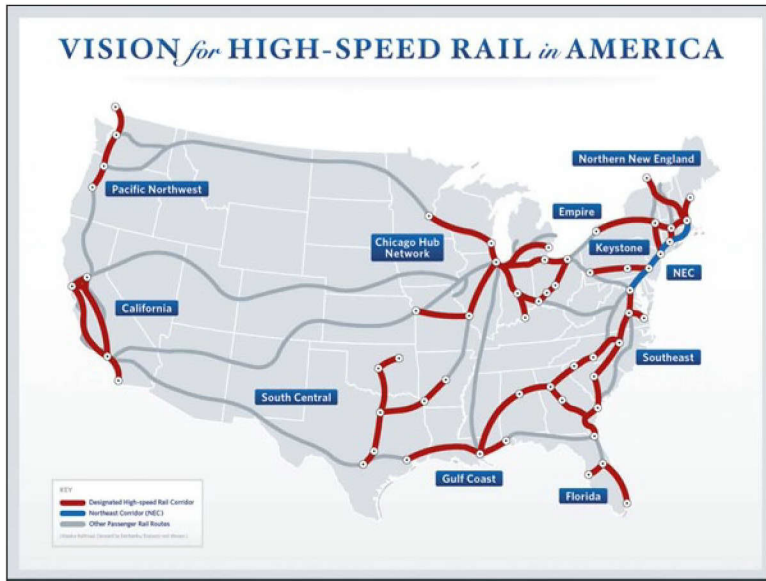 VISION for HIGH-SPEED RAIL in AMERICA
Northern New England
Pacific Northwest
Empire
Chicago Hub
Network
Keystone
NEC
California
Southeast
South Central
Gulf Coast
Florida
KEY
Designated High-speed Rail Corridor
Northeast Corridor (NEC)
Other Passenger Rail Routes